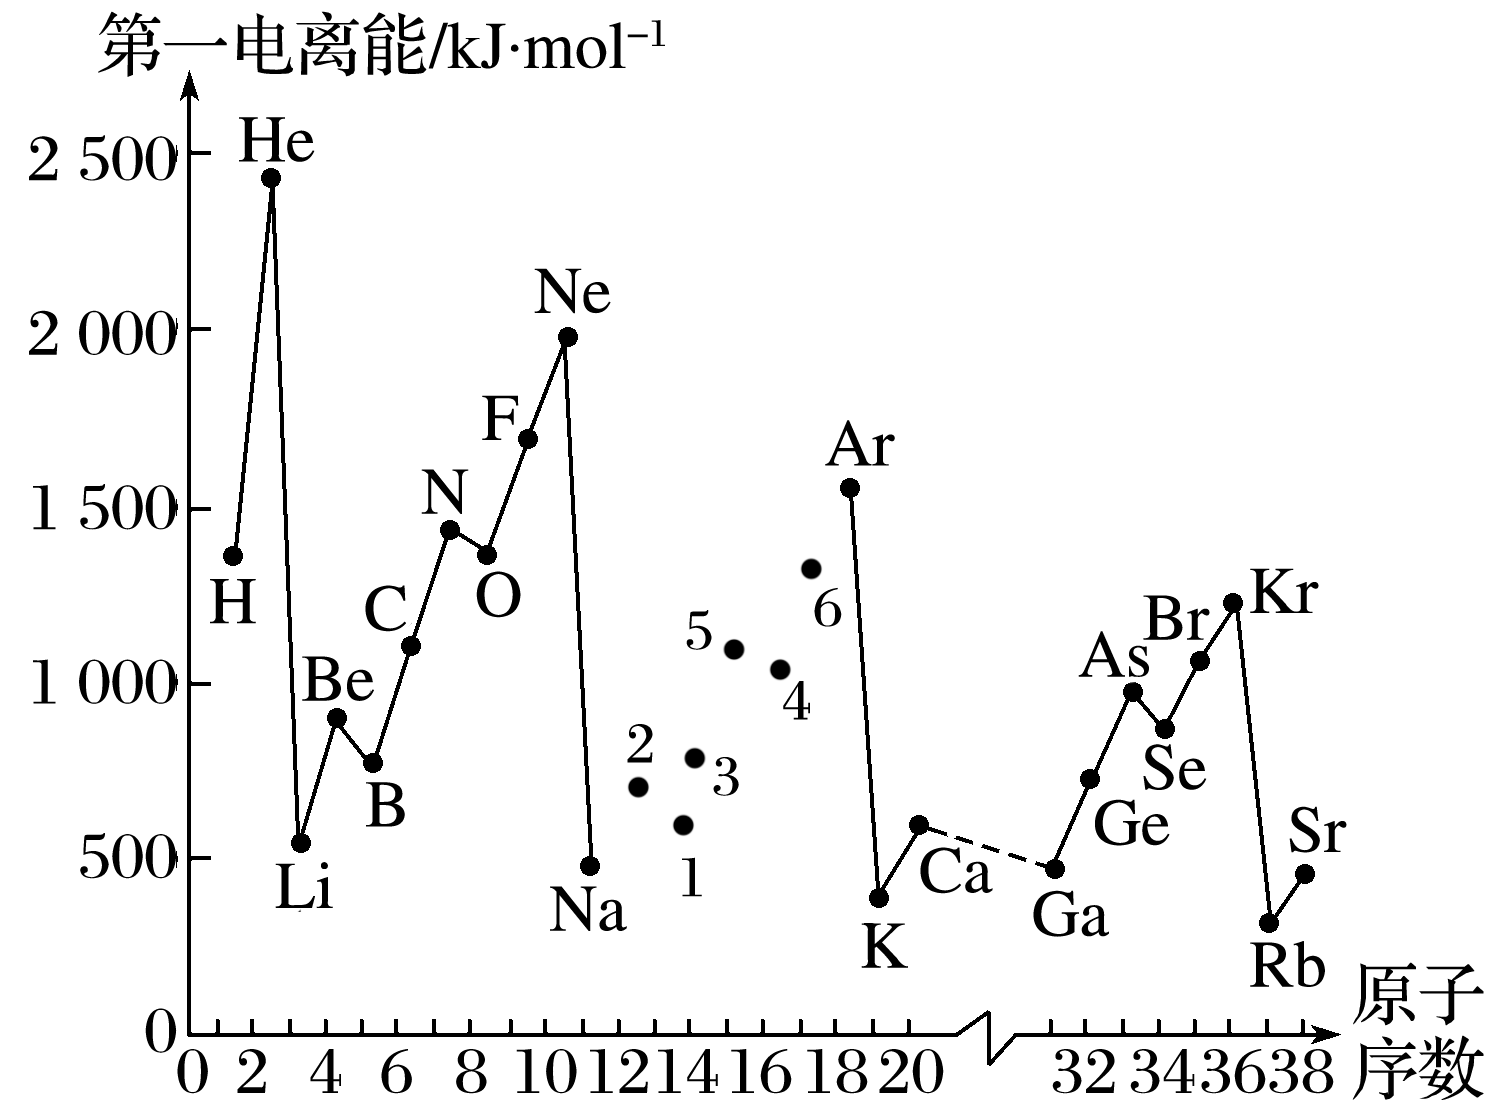 第一电离能/kJ·mol⁻¹
2 500
He
2 000
Ne
1 500
Ar
N
F
H
C
O
5
6
Kr
Br
As
1 000
Be
2
3
4
B
Se
Ge
Sr
500
Li
Na
1
K
Ca
Ga
Rb
0
0 2 4 6 8 10 12 14 16 18 20 32 34 36 38
原子
序数